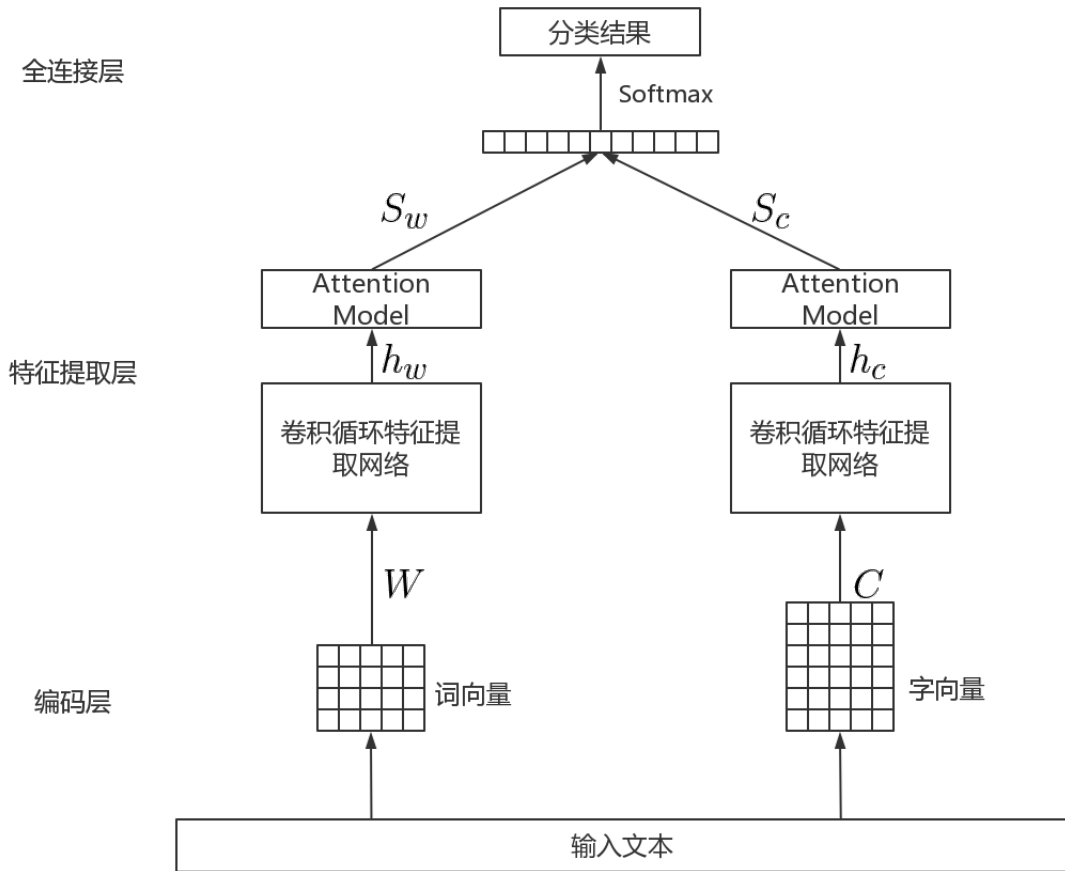 分类结果
全连接层
Softmax
S_w
S_c
Attention
Model
Attention
Model
h_w
h_c
特征提取层
卷积循环特征提
取网络
卷积循环特征提
取网络
W
C
编码层
词向量
字向量
输入文本